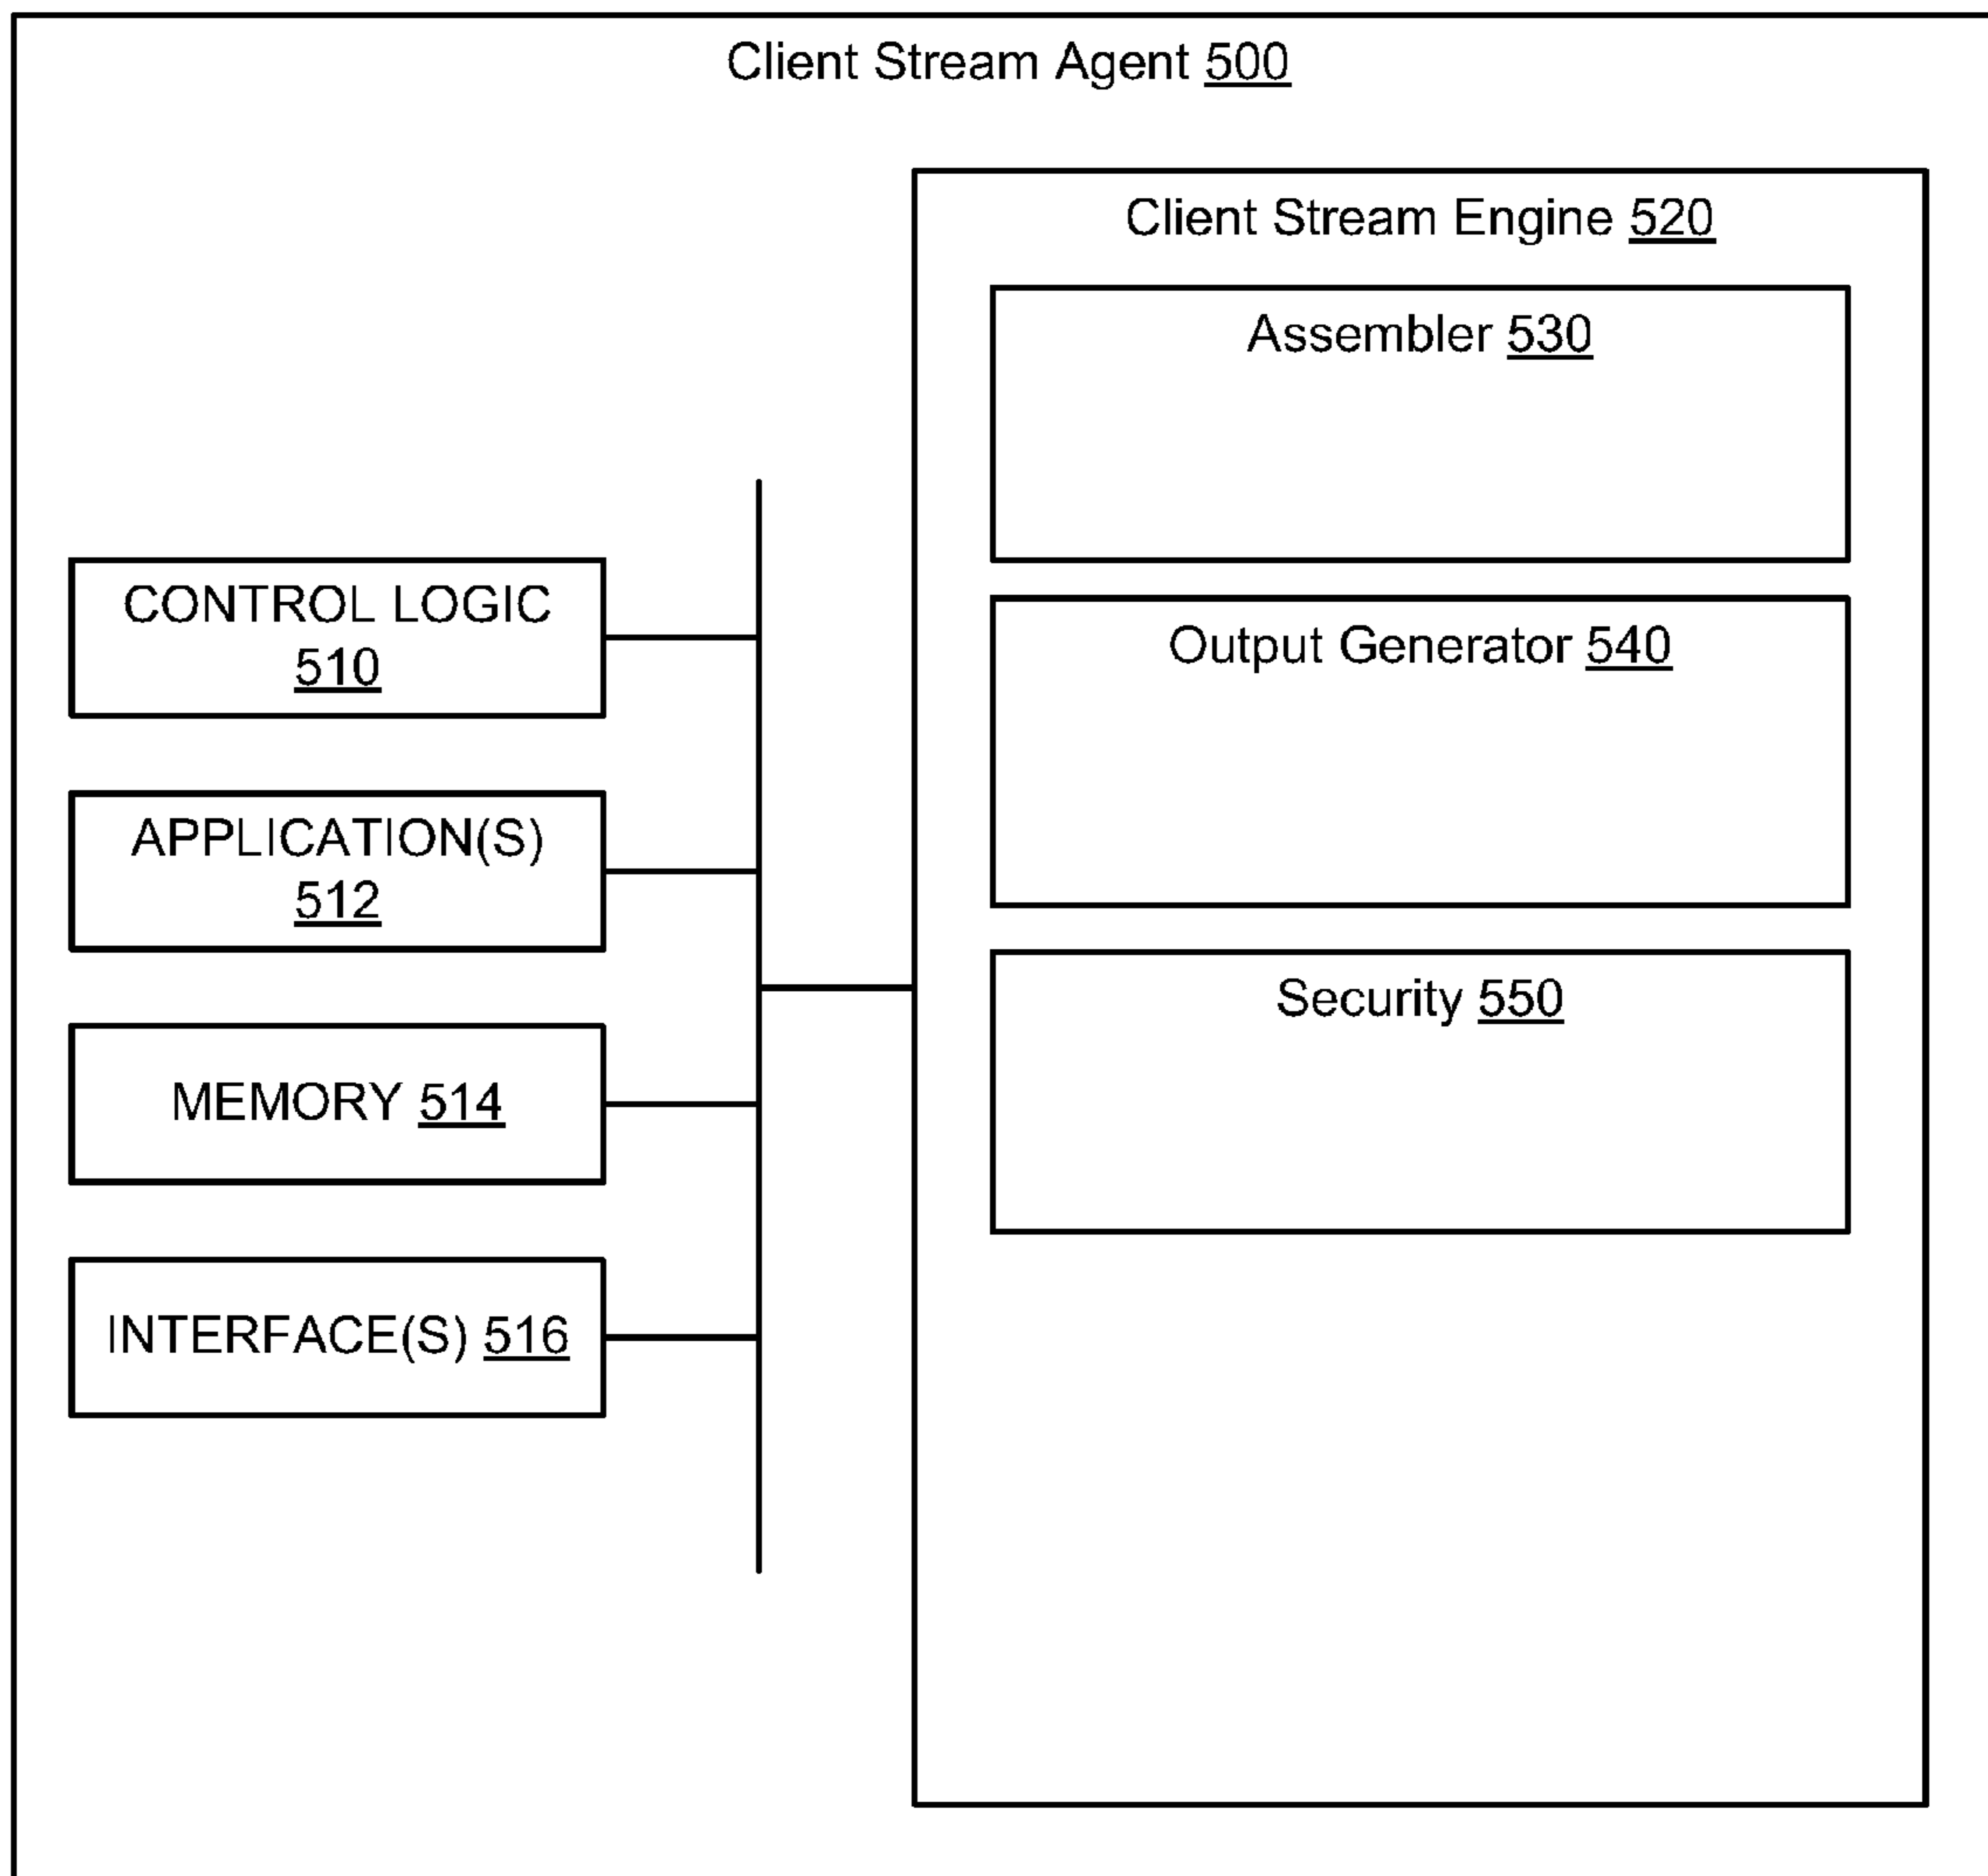 Client Stream Agent 500
Client Stream Engine 520
Assembler 530
Output Generator 540
Security 550
CONTROL LOGIC
510
APPLICATION(S)
512
MEMORY 514
INTERFACE(S) 516